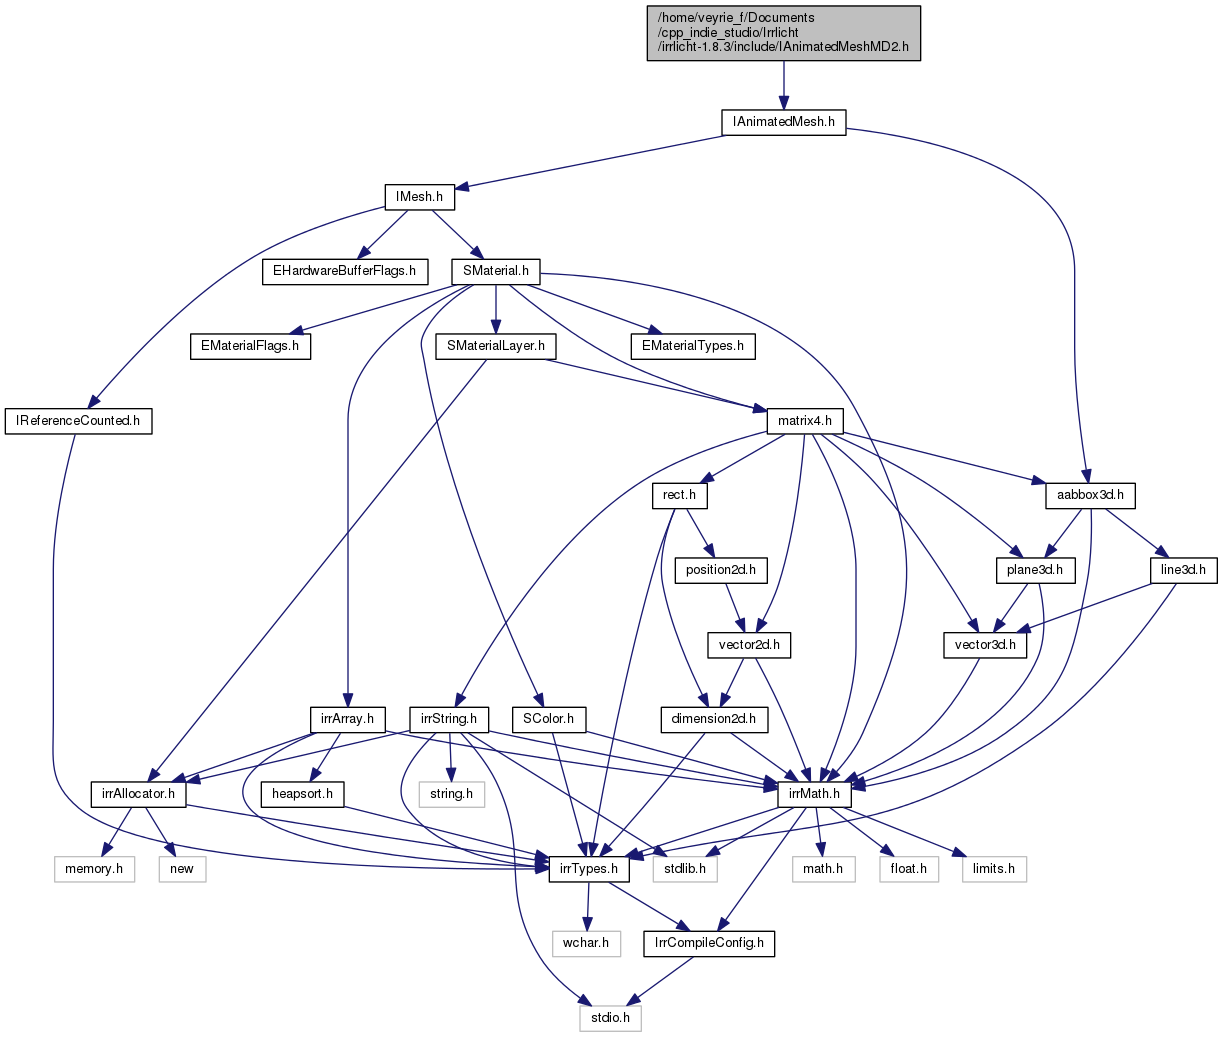 /home/veyrie_f/Documents
/cpp_indie_studio/Irrlicht
/irrlicht-1.8.3/include/IAnimatedMeshMD2.h
IAnimatedMesh.h
IMesh.h
EHardwareBufferFlags.h
SMaterial.h
EMaterialFlags.h
SMaterialLayer.h
EMaterialTypes.h
IReferenceCounted.h
matrix4.h
rect.h
aabbox3d.h
position2d.h
plane3d.h
line3d.h
vector2d.h
vector3d.h
irrArray.h
irrString.h
SColor.h
dimension2d.h
irrAllocator.h
heapsort.h
string.h
irrMath.h
memory.h
new
irrTypes.h
stdlib.h
math.h
float.h
limits.h
wchar.h
IrrCompileConfig.h
stdio.h